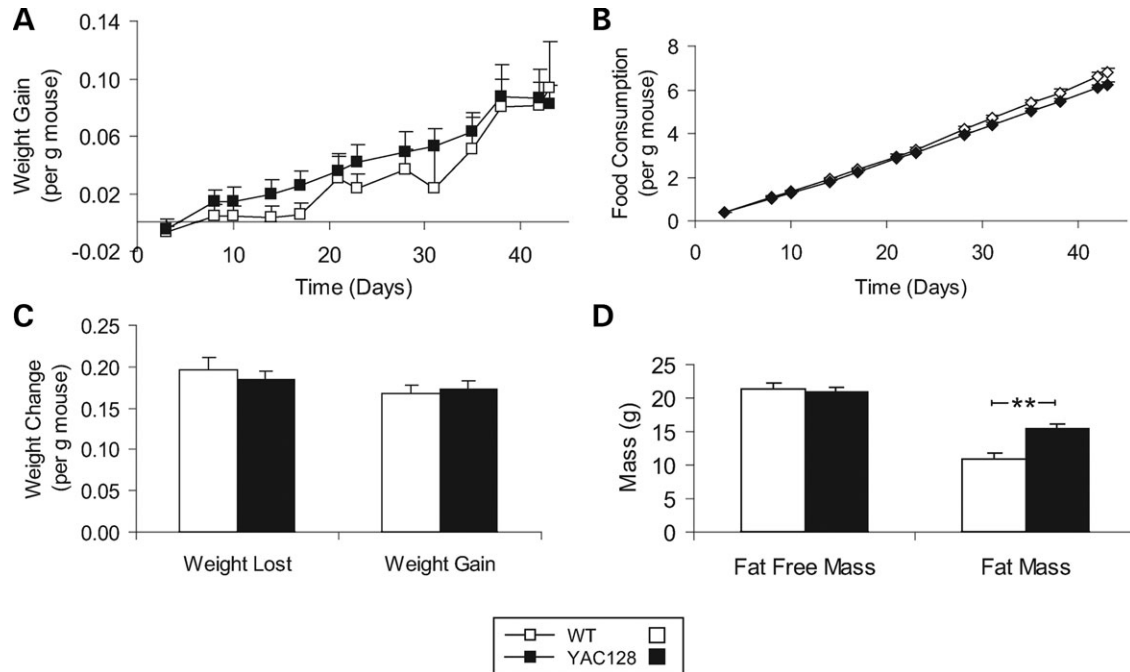 A
Weight Gain
(per g mouse)
0.14
0.10
0.06
0.02
-0.02
0
10
20
30
40
Time (Days)
B
Food Consumption
(per g mouse)
8
6
4
2
0
0
10
20
30
40
Time (Days)
C
Weight Change
(per g mouse)
0.25
0.20
0.15
0.10
0.05
0.00
Weight Lost
Weight Gain
D
Mass (g)
25
20
15
10
5
0
**
Fat Free Mass
Fat Mass
WT
YAC128